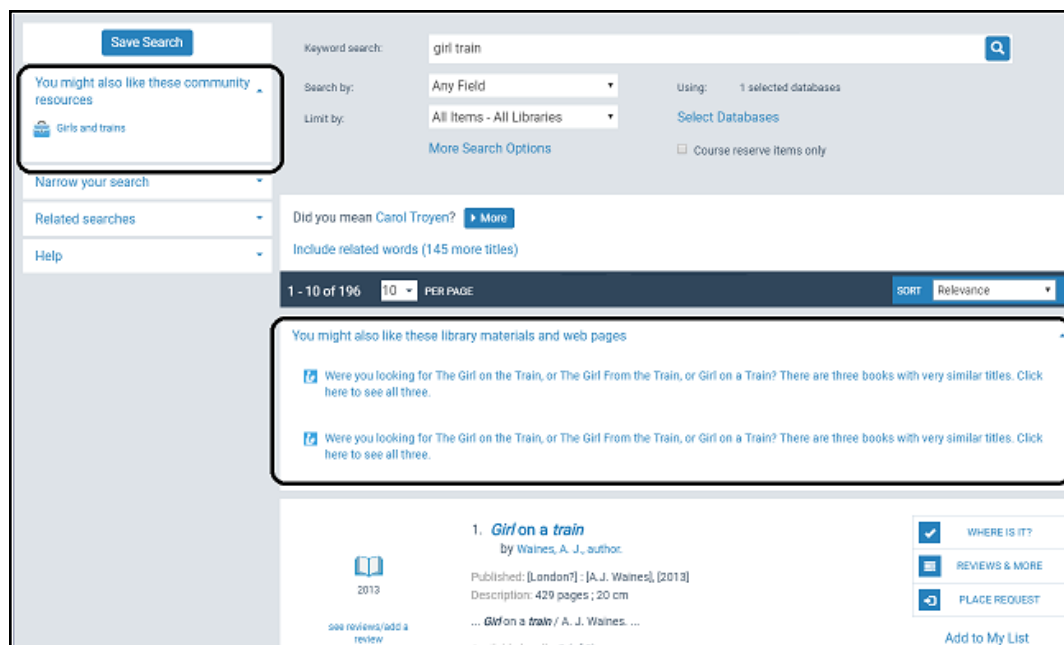 Save Search
You might also like these community
resources
Girls and trains
Narrow your search
Related searches
Help
Keyword search:
girl train
Search by:
Any Field
Using:
1 selected databases
Limit by:
All Items - All Libraries
Select Databases
More Search Options
Course reserve items only
Did you mean Carol Troyen?
More
Include related words (145 more titles)
1 - 10 of 196
10
PER PAGE
SORT
Relevance
You might also like these library materials and web pages
Were you looking for The Girl on the Train, or The Girl From the Train, or Girl on a Train? There are three books with very similar titles. Click
here to see all three.
Were you looking for The Girl on the Train, or The Girl From the Train, or Girl on a Train? There are three books with very similar titles. Click
here to see all three.
1. Girl on a train
by Waines, A. J., author.
Published: [London?] : [A.J. Waines], [2013]
Description: 429 pages ; 20 cm
... Girl on a train / A. J. Waines. ...
2013
see reviews/add a
review
WHERE IS IT?
REVIEWS & MORE
PLACE REQUEST
Add to My List